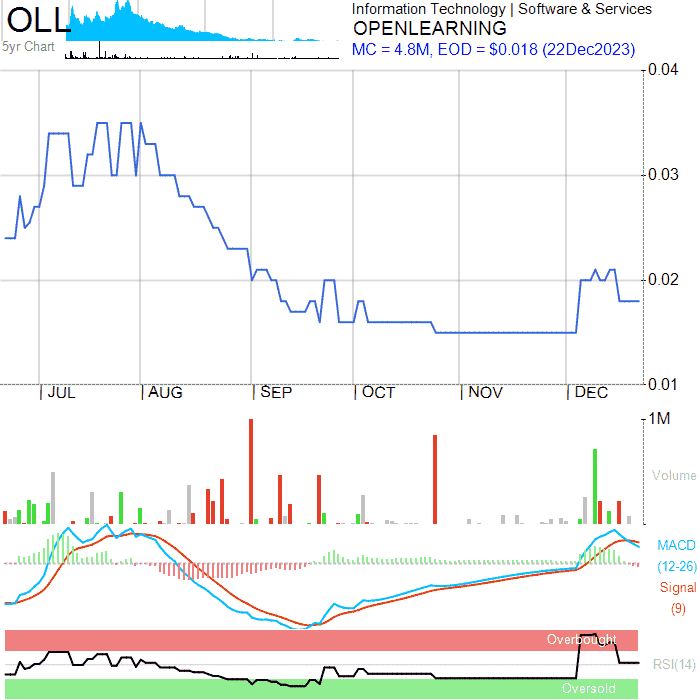 OLL
5yr Chart
Information Technology | Software & Services
OPENLEARNING
MC = 4.8M, EOD = $0.018 (22Dec2023)
0.04
0.03
0.02
0.01
| JUL | AUG | SEP | OCT | NOV | DEC
1M
Volume
MACD
(12-26)
Signal
(9)
Overbought
RSI(14)
Oversold